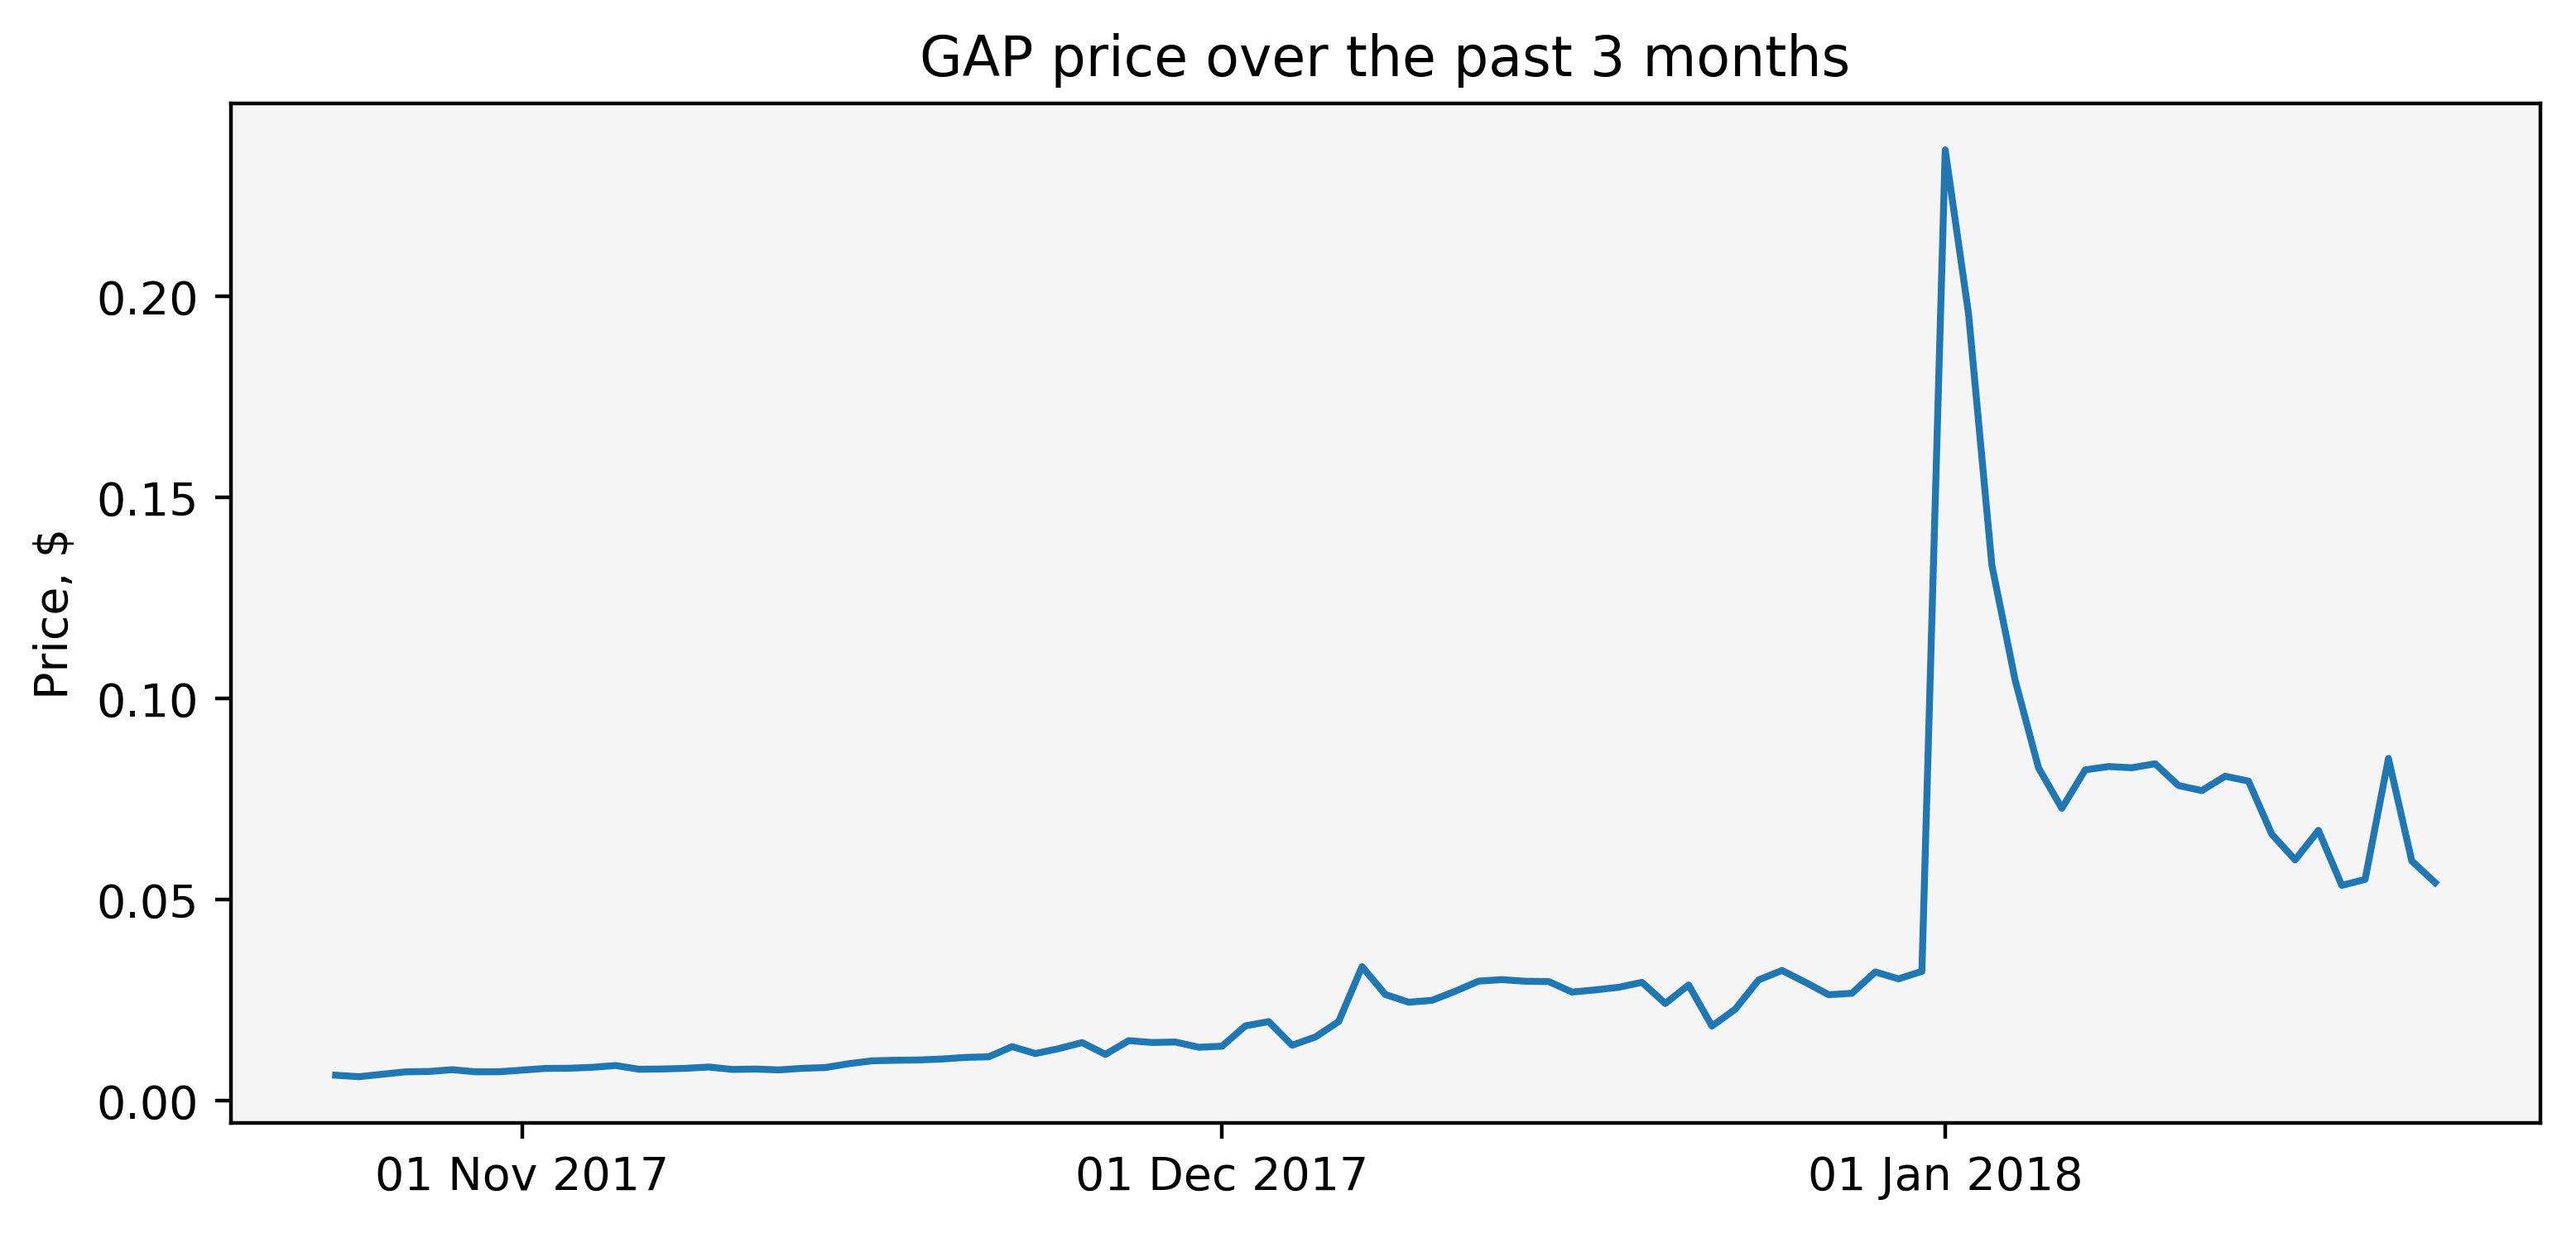 GAP price over the past 3 months
Price, $
0.20
0.15
0.10
0.05
0.00
01 Nov 2017
01 Dec 2017
01 Jan 2018